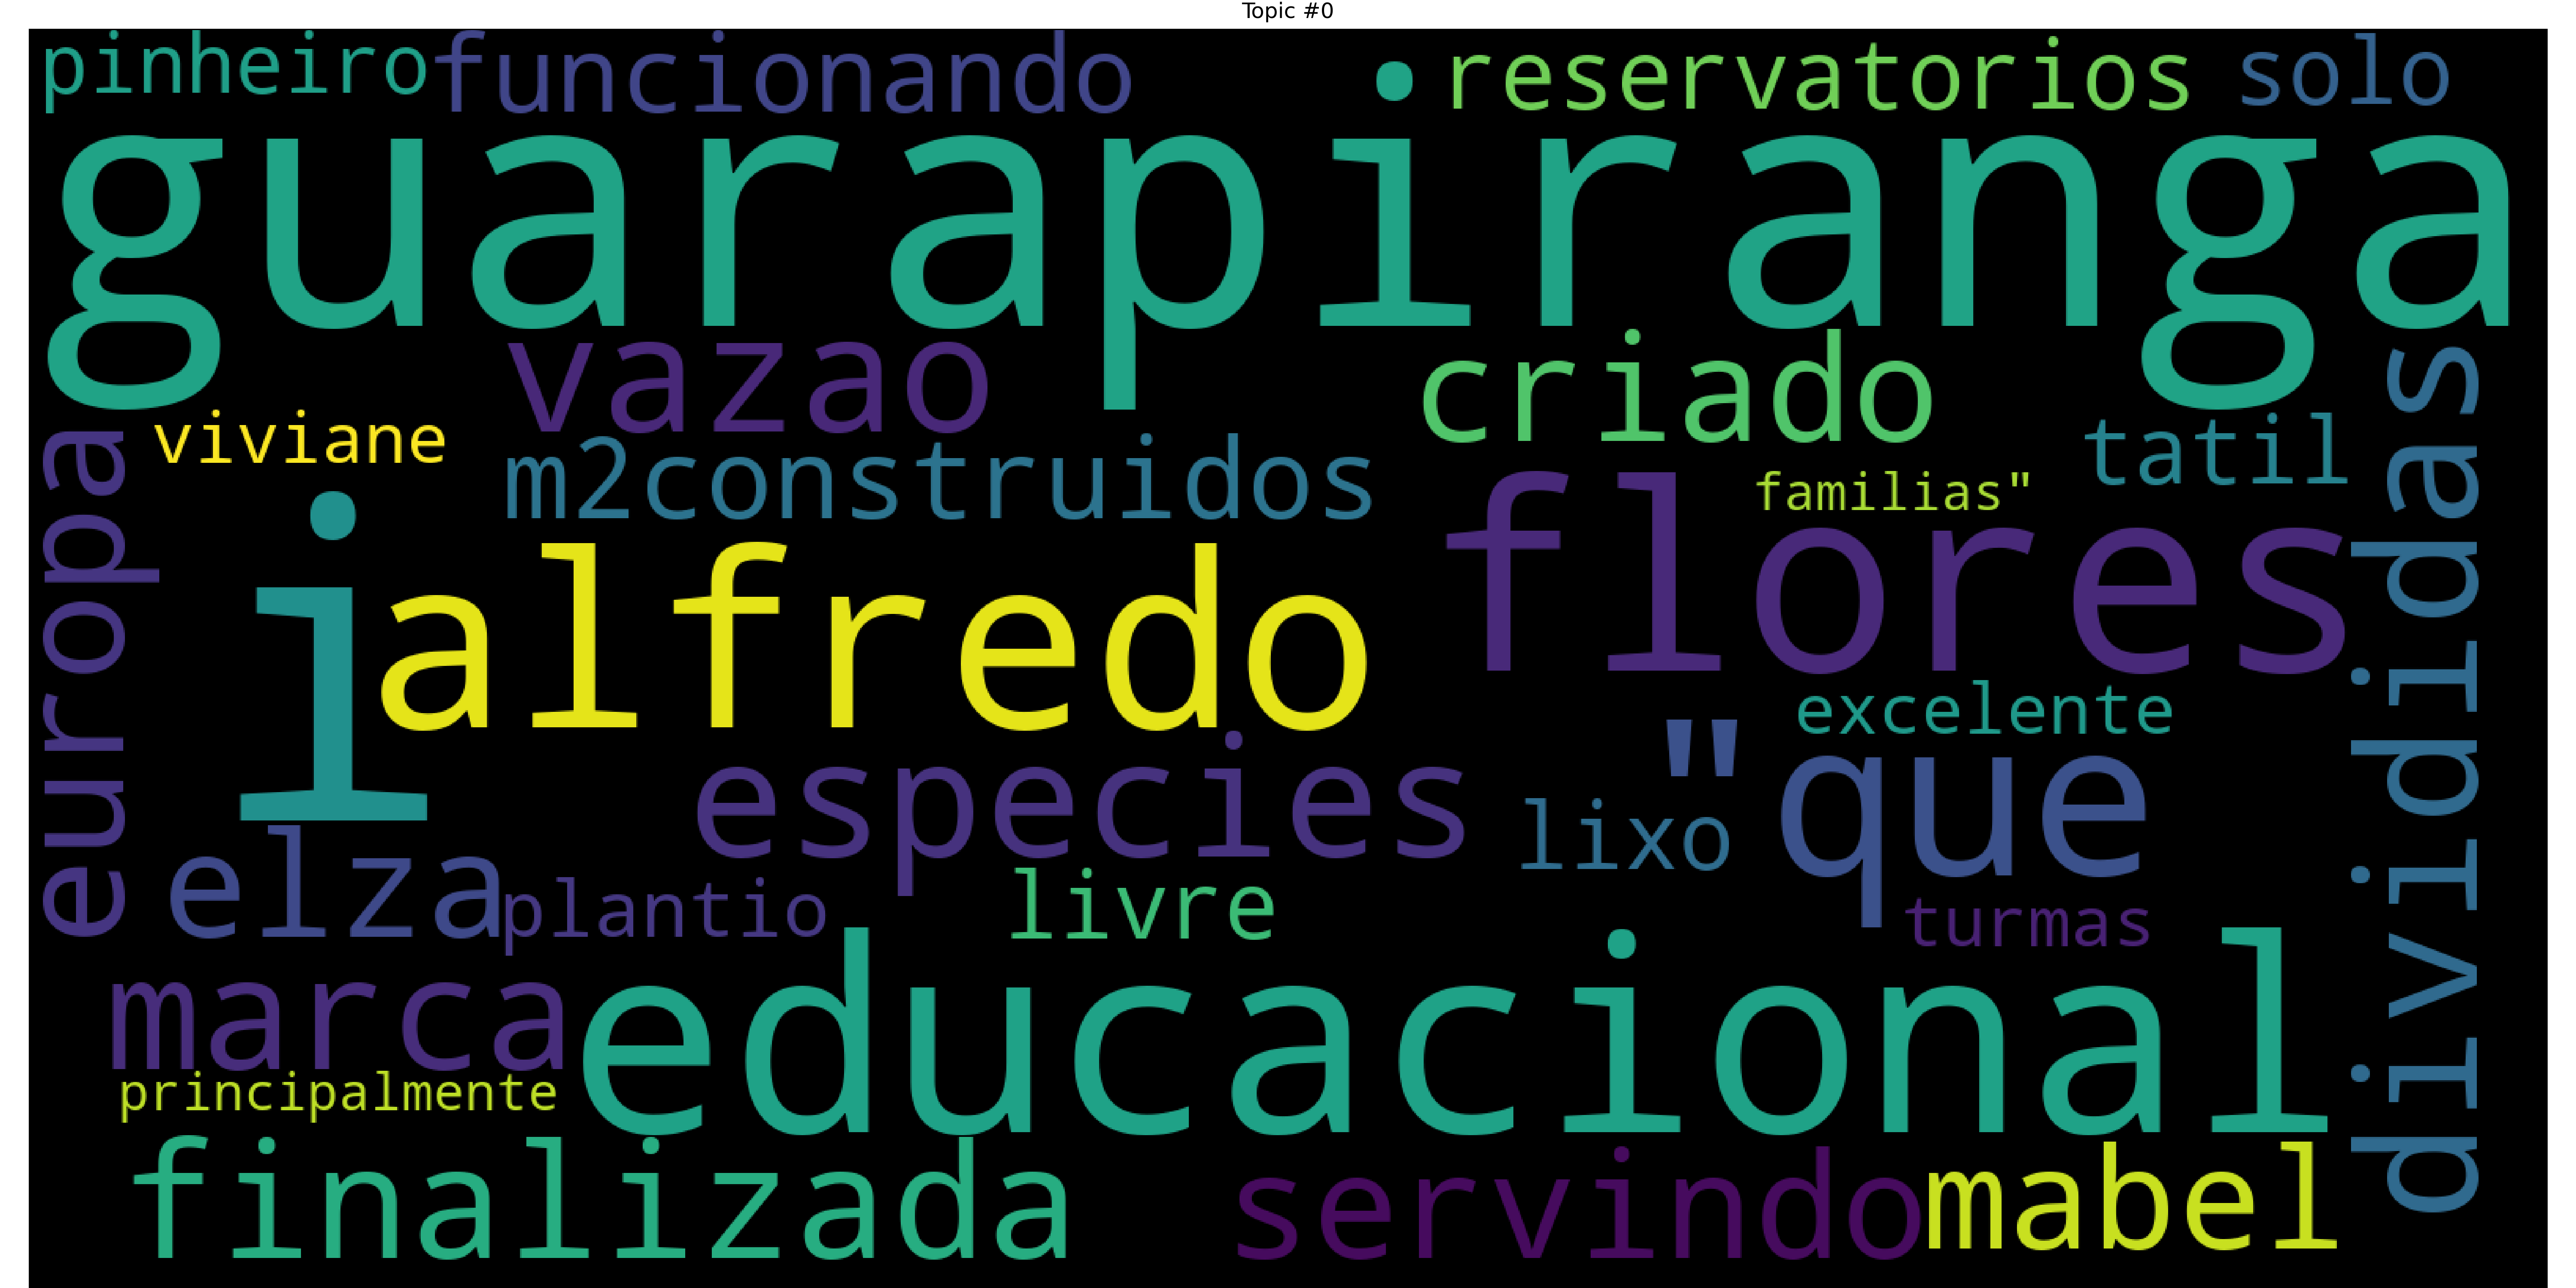 Topic #0
pinheiro
funcionando
reservatorios
solo
guarapiranga
vazao
criado
dividas
viviane
tatil
europa
m2construidos
familias"
flores
i
alfredo
excelente
"que
especies
lixo
elza
plantio
livre
turmas
marca
educacional
principalmente
finalizada
servindo
mabel